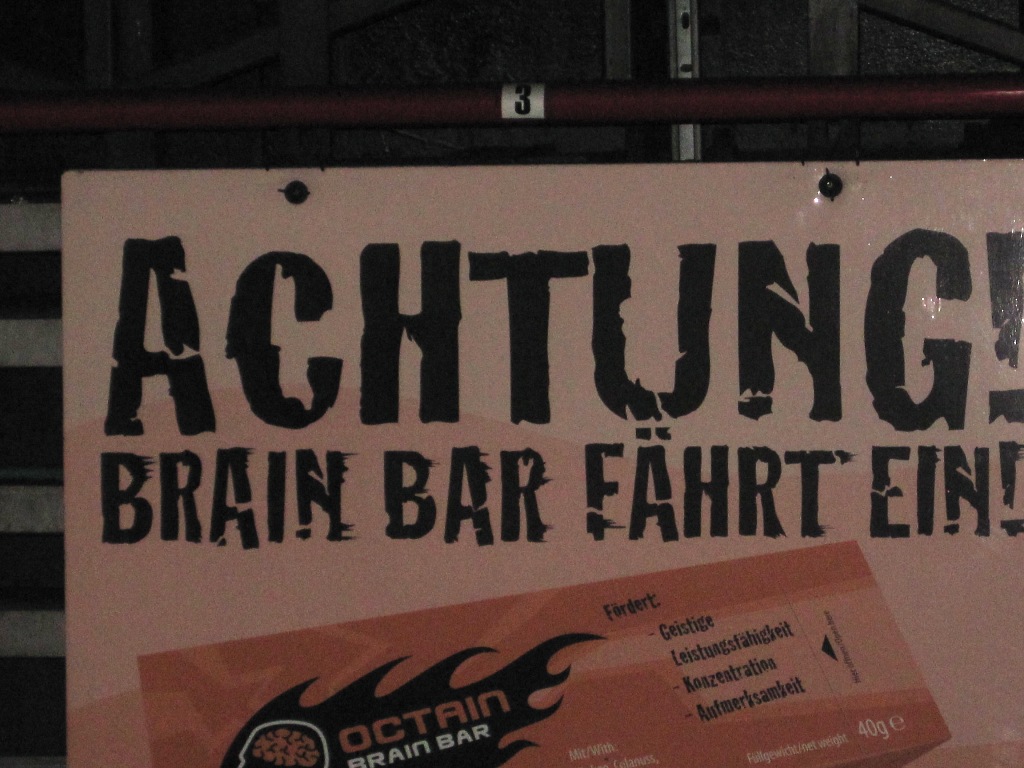 3
ACHTUNG!
BRAIN BAR FÄHRT EIN!
Fördert:
- Geistige
Leistungsfähigkeit
- Konzentration
- Aufmerksamkeit
OCTAIN
BRAIN BAR
Mit/With:
Colanuss,
Füllgewicht/net weight 40g e